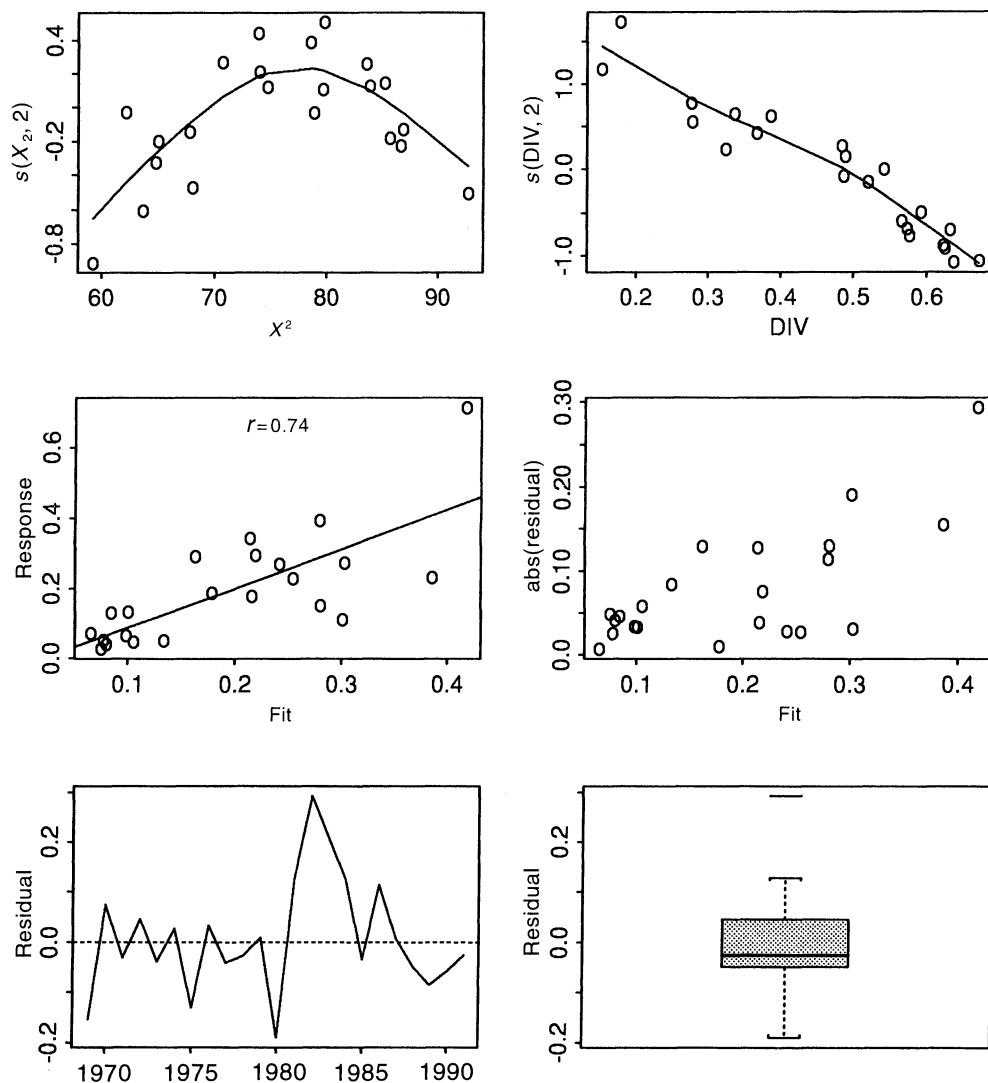 s(X₂, 2)
0.4
-0.2
-0.8
60 70 80 90
X²
s(DIV, 2)
1.0
0.0
-1.0
0.2 0.3 0.4 0.5 0.6
DIV
Response
0.6
0.4
0.2
0.0
r=0.74
0.1 0.2 0.3 0.4
Fit
abs(residual)
0.30
0.20
0.10
0.0
0.1 0.2 0.3 0.4
Fit
Residual
0.2
0.0
-0.2
1970 1975 1980 1985 1990
Residual
0.2
0.0
-0.2